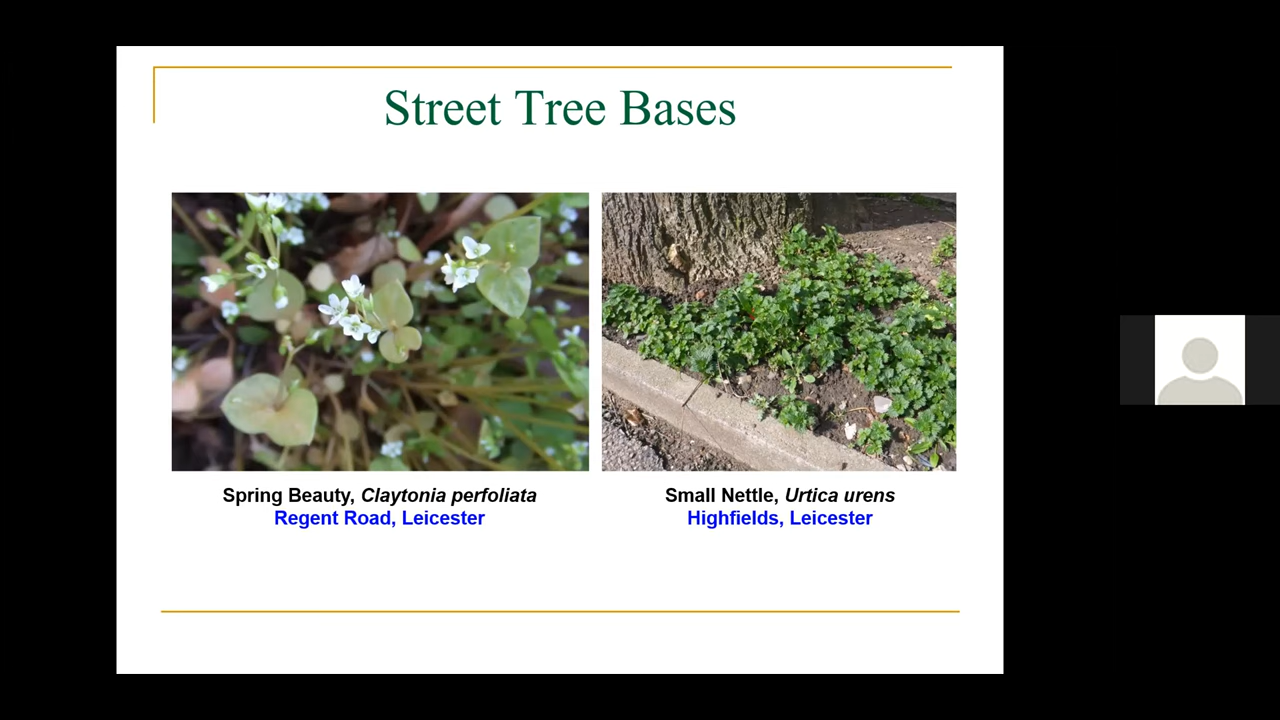 Street Tree Bases
Spring Beauty, Claytonia perfoliata
Regent Road, Leicester
Small Nettle, Urtica urens
Highfields, Leicester